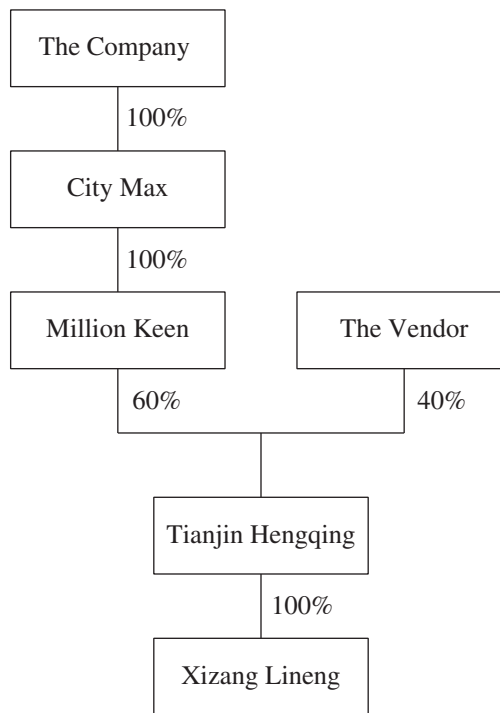 The Company
100%
City Max
100%
Million Keen
The Vendor
60%
40%
Tianjin Hengqing
100%
Xizang Lineng